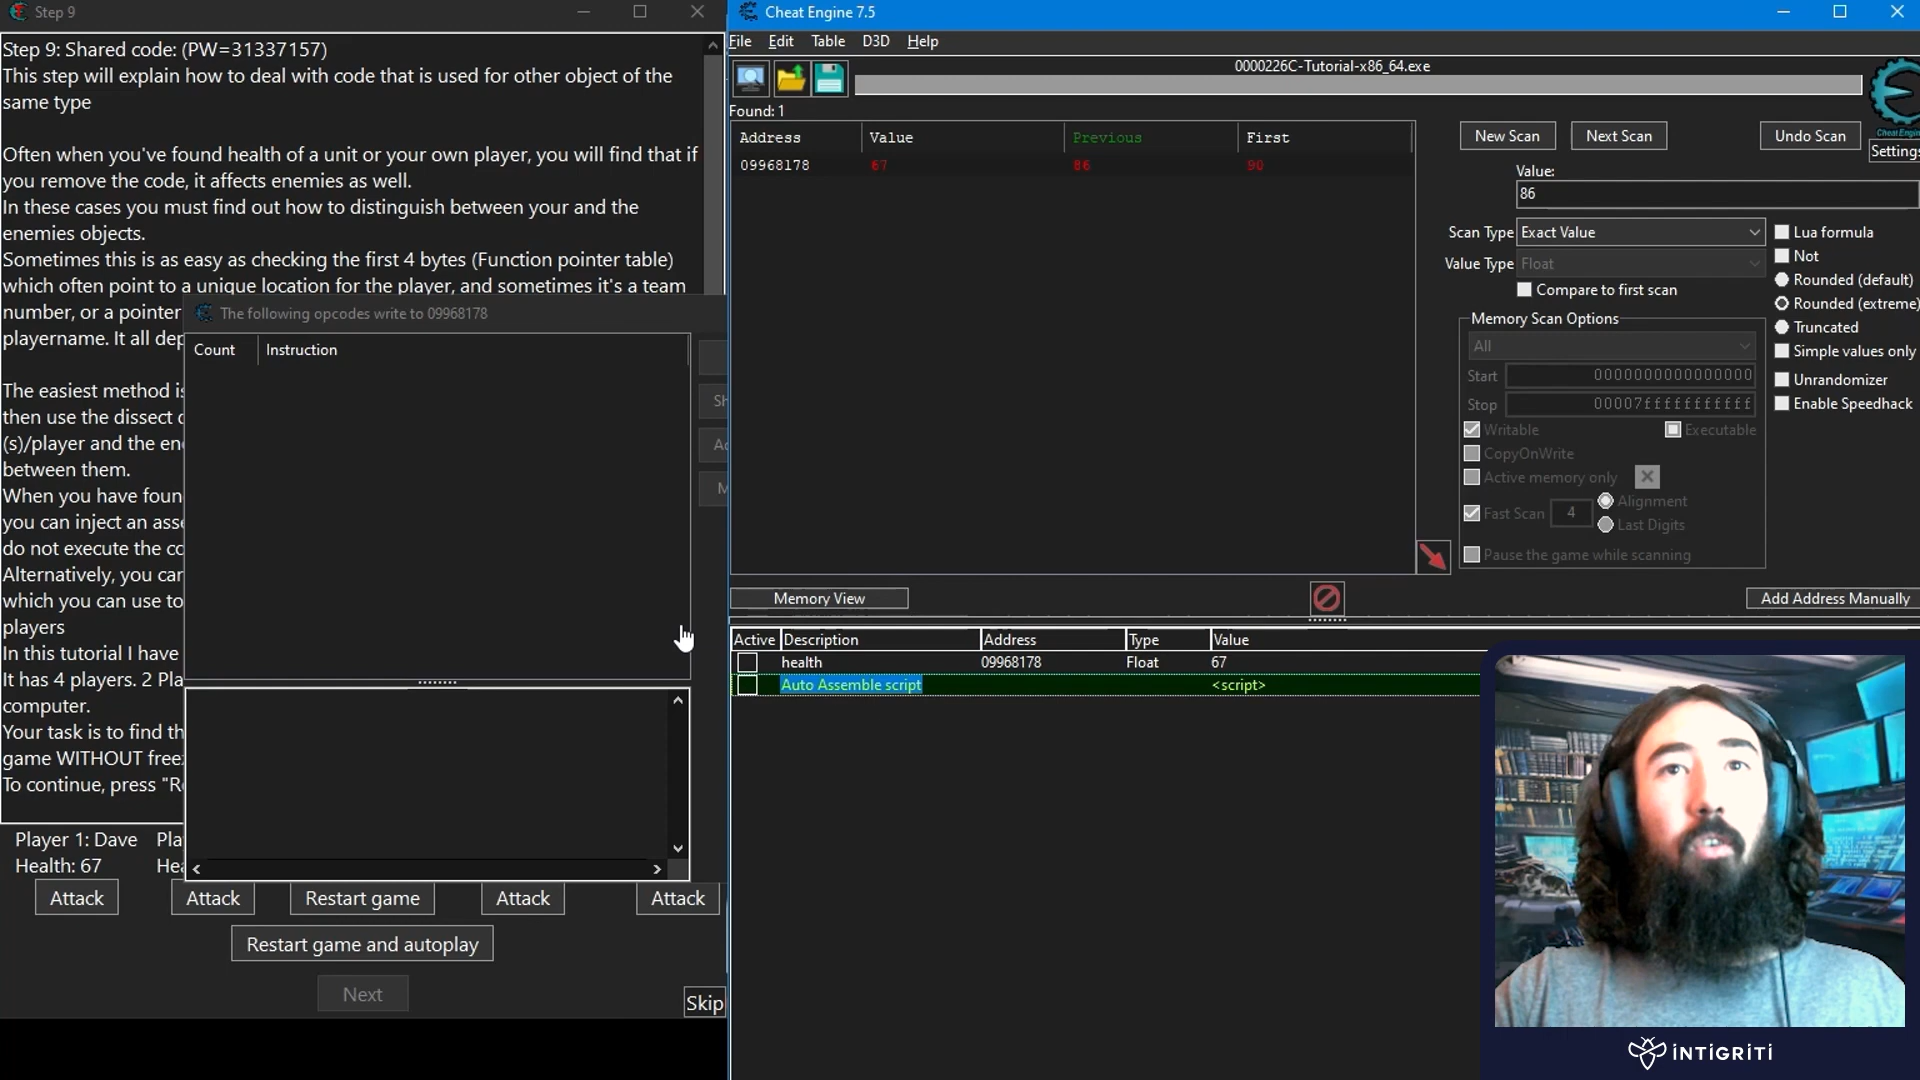 Step 9
Step 9: Shared code: (PW=31337157)
This step will explain how to deal with code that is used for other object of the
same type
Often when you've found health of a unit or your own player, you will find that if
you remove the code, it affects enemies as well.
In these cases you must find out how to distinguish between your and the
enemies objects.
Sometimes this is as easy as checking the first 4 bytes (Function pointer table)
which often point to a unique location for the player, and sometimes it's a team
number, or a pointer
playername. It all dep
The easiest method is
then use the dissect
(s)/player and the en
between them.
When you have foun
you can inject an ass
do not execute the co
Alternatively, you car
which you can use to
players
In this tutorial I have
It has 4 players. 2 Pla
computer.
Your task is to find th
game WITHOUT free
To continue, press "R
The following opcodes write to 09968178
Count Instruction
Sh
M
Player 1: Dave Pla
Health: 67 Hea
Attack Attack Restart game Attack Attack
Restart game and autoplay
Next
Skip
Cheat Engine 7.5
File Edit Table D3D Help
0000226C-Tutorial-x86_64.exe
Found: 1
Address Value Previous First
09968178 67 86 90
New Scan Next Scan Undo Scan
Cheat Engin
Settings
Value:
86
Scan Type Exact Value
Value Type Float
Compare to first scan
Lua formula
Not
Rounded (default)
Rounded (extreme)
Truncated
Simple values only
Unrandomizer
Enable Speedhack
Memory Scan Options
All
Start 0000000000000000
Stop 00007fffffffffff
Writable Executable
CopyOnWrite
Active memory only
Fast Scan 4 Alignment
Last Digits
Pause the game while scanning
Memory View
Add Address Manually
Active Description Address Type Value
health 09968178 Float 67
Auto Assemble script <script>
INTIGRITI